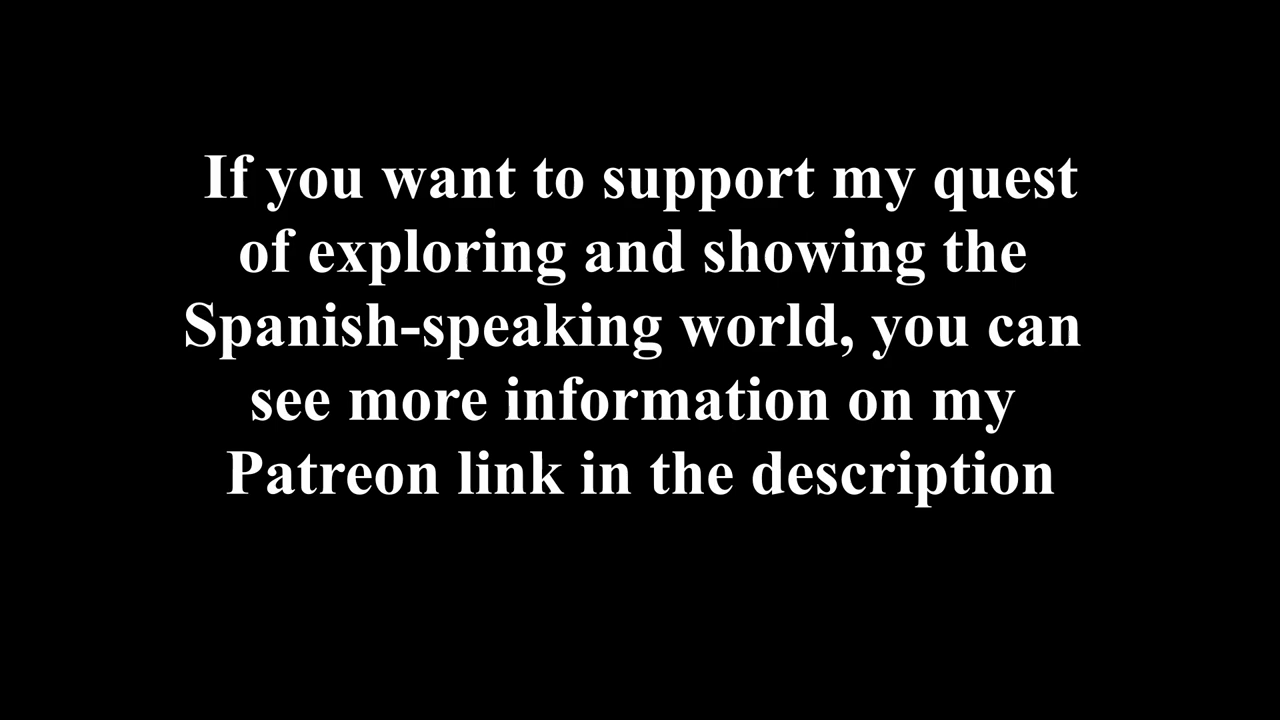 If you want to support my quest
of exploring and showing the
Spanish-speaking world, you can
see more information on my
Patreon link in the description